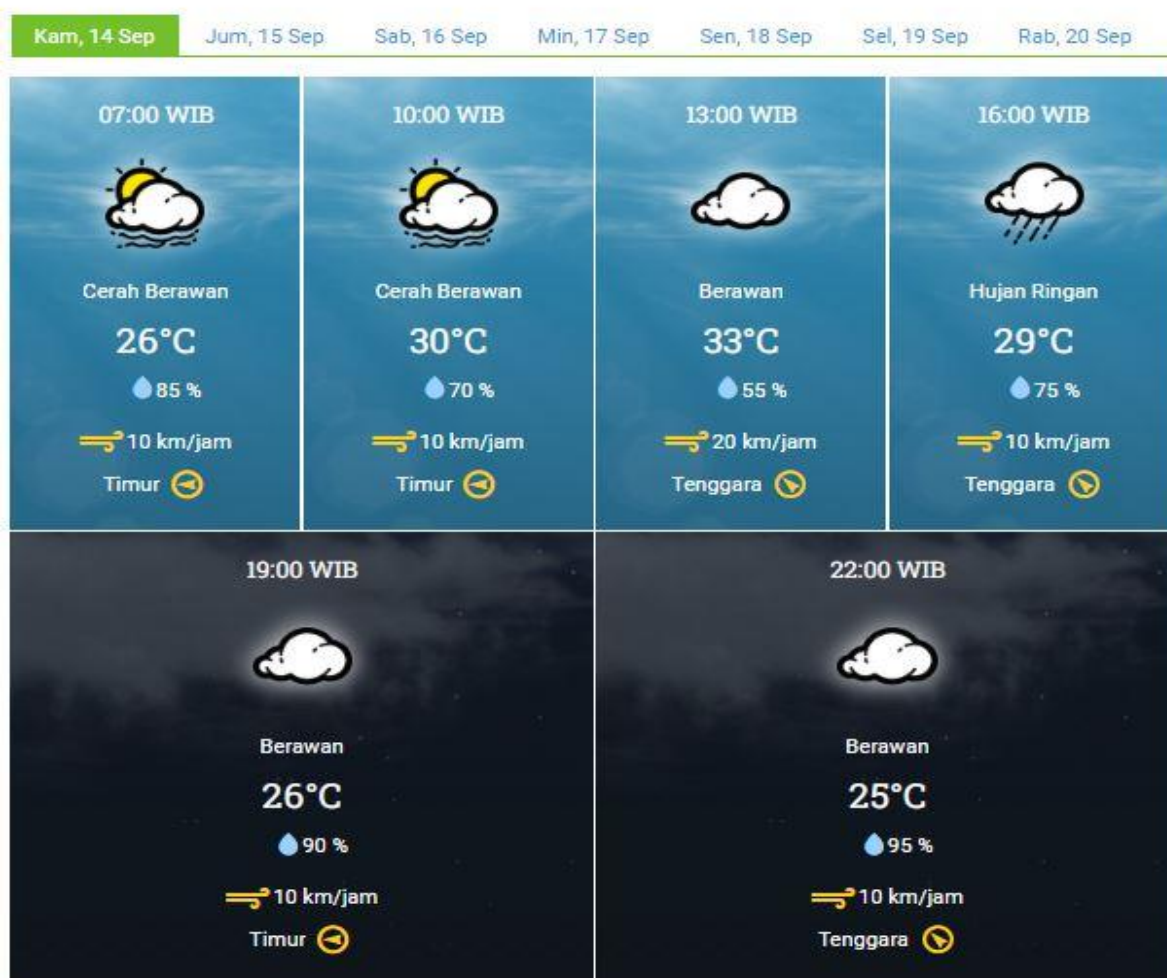 Kam, 14 Sep Jum, 15 Sep Sab, 16 Sep Min, 17 Sep Sen, 18 Sep Sel, 19 Sep Rab, 20 Sep
07:00 WIB
Cerah Berawan
26°C
85 %
10 km/jam
Timur
10:00 WIB
Cerah Berawan
30°C
70 %
10 km/jam
Timur
13:00 WIB
Berawan
33°C
55 %
20 km/jam
Tenggara
16:00 WIB
Hujan Ringan
29°C
75 %
10 km/jam
Tenggara
19:00 WIB
Berawan
26°C
90 %
10 km/jam
Timur
22:00 WIB
Berawan
25°C
95 %
10 km/jam
Tenggara